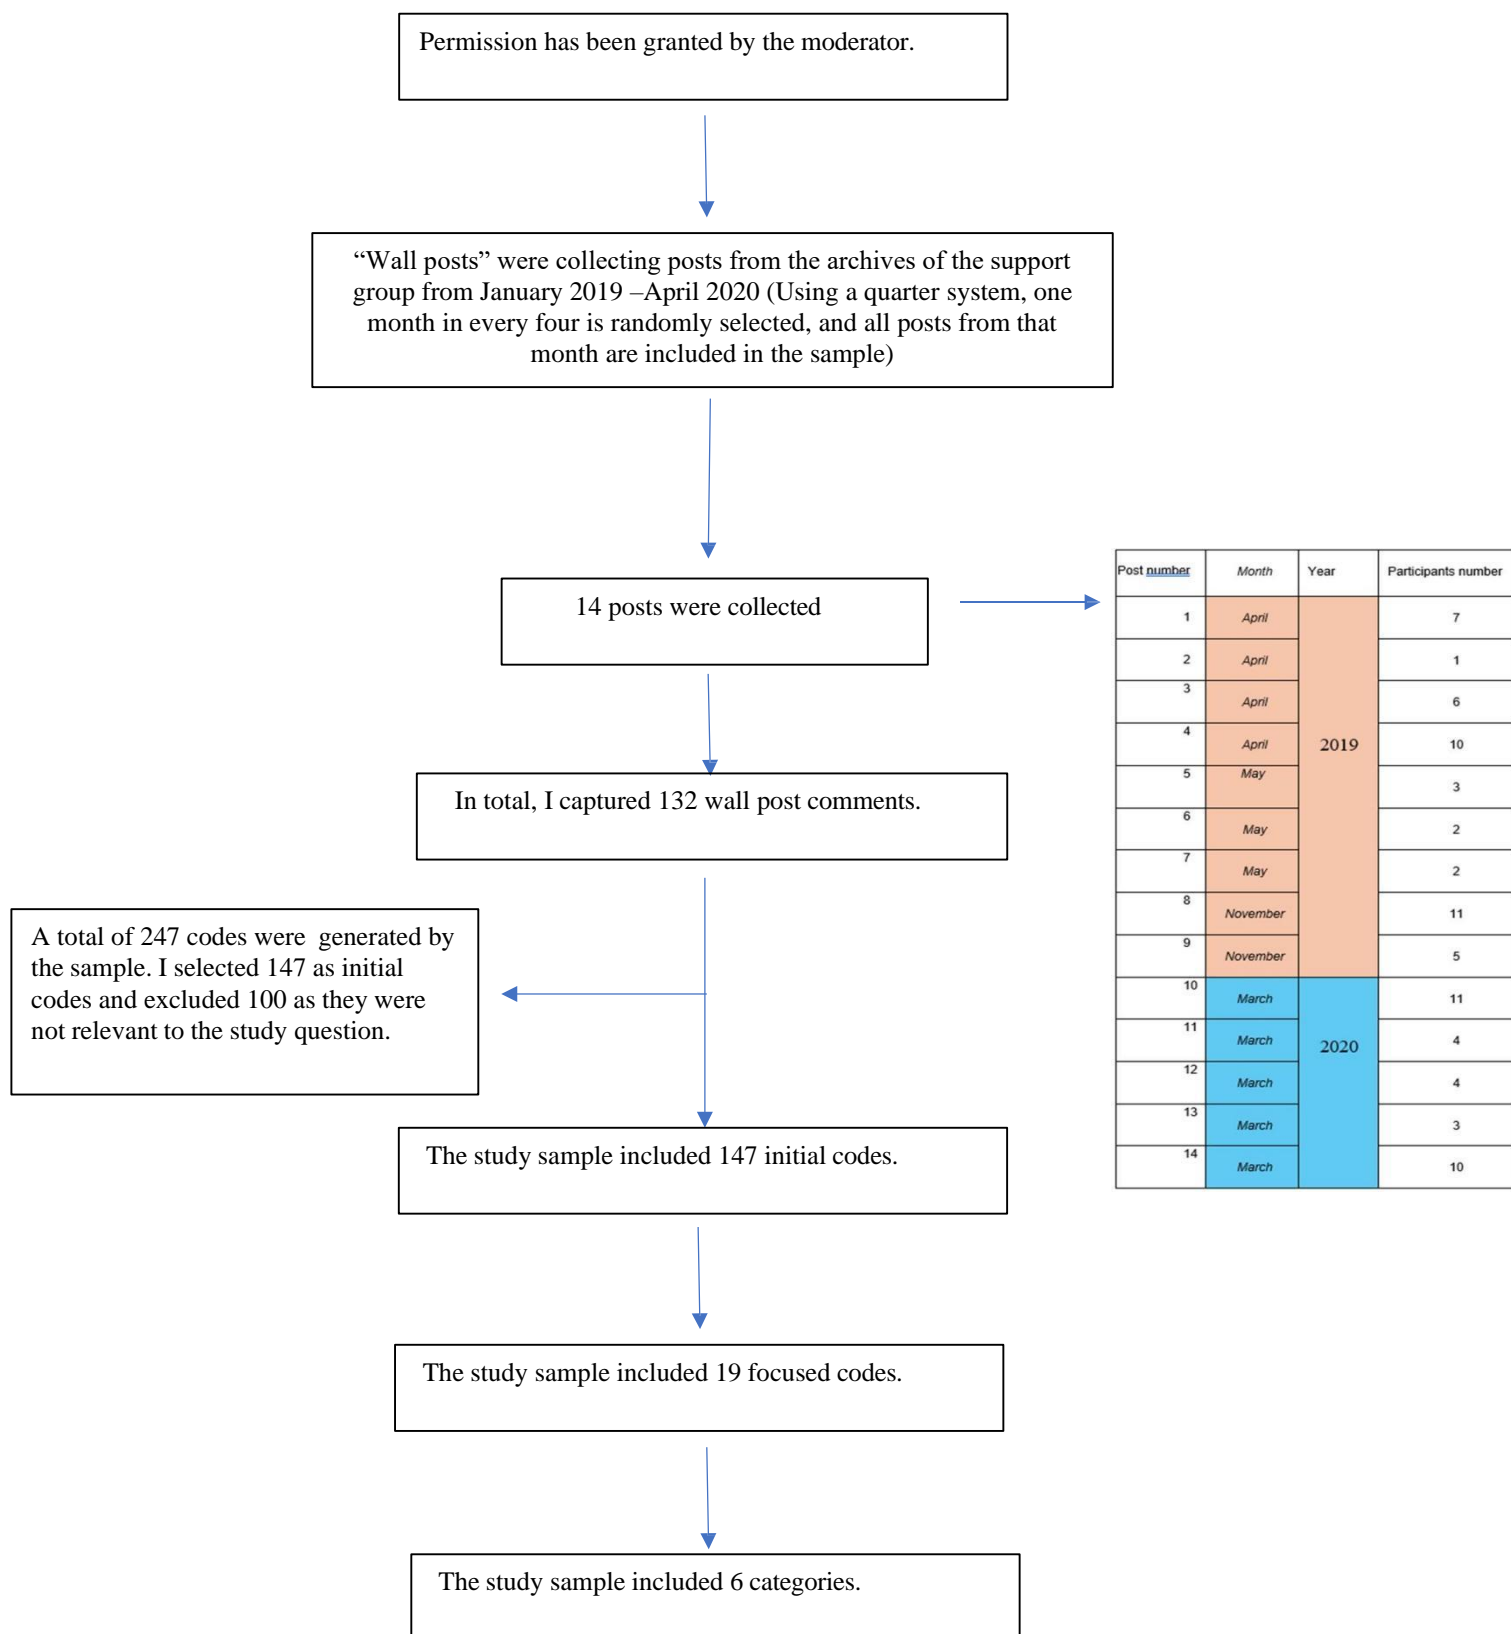 Permission has been granted by the moderator.
“Wall posts” were collecting posts from the archives of the support
group from January 2019 –April 2020 (Using a quarter system, one
month in every four is randomly selected, and all posts from that
month are included in the sample)
14 posts were collected
Post number Month Year Participants number
1 April 7
2 April 1
3 April 6
4 April 2019 10
5 May 3
6 May 2
7 May 2
8 November 11
9 November 5
10 March 11
11 March 2020 4
12 March 4
13 March 3
14 March 10
In total, I captured 132 wall post comments.
A total of 247 codes were generated by
the sample. I selected 147 as initial
codes and excluded 100 as they were
not relevant to the study question.
The study sample included 147 initial codes.
The study sample included 19 focused codes.
The study sample included 6 categories.